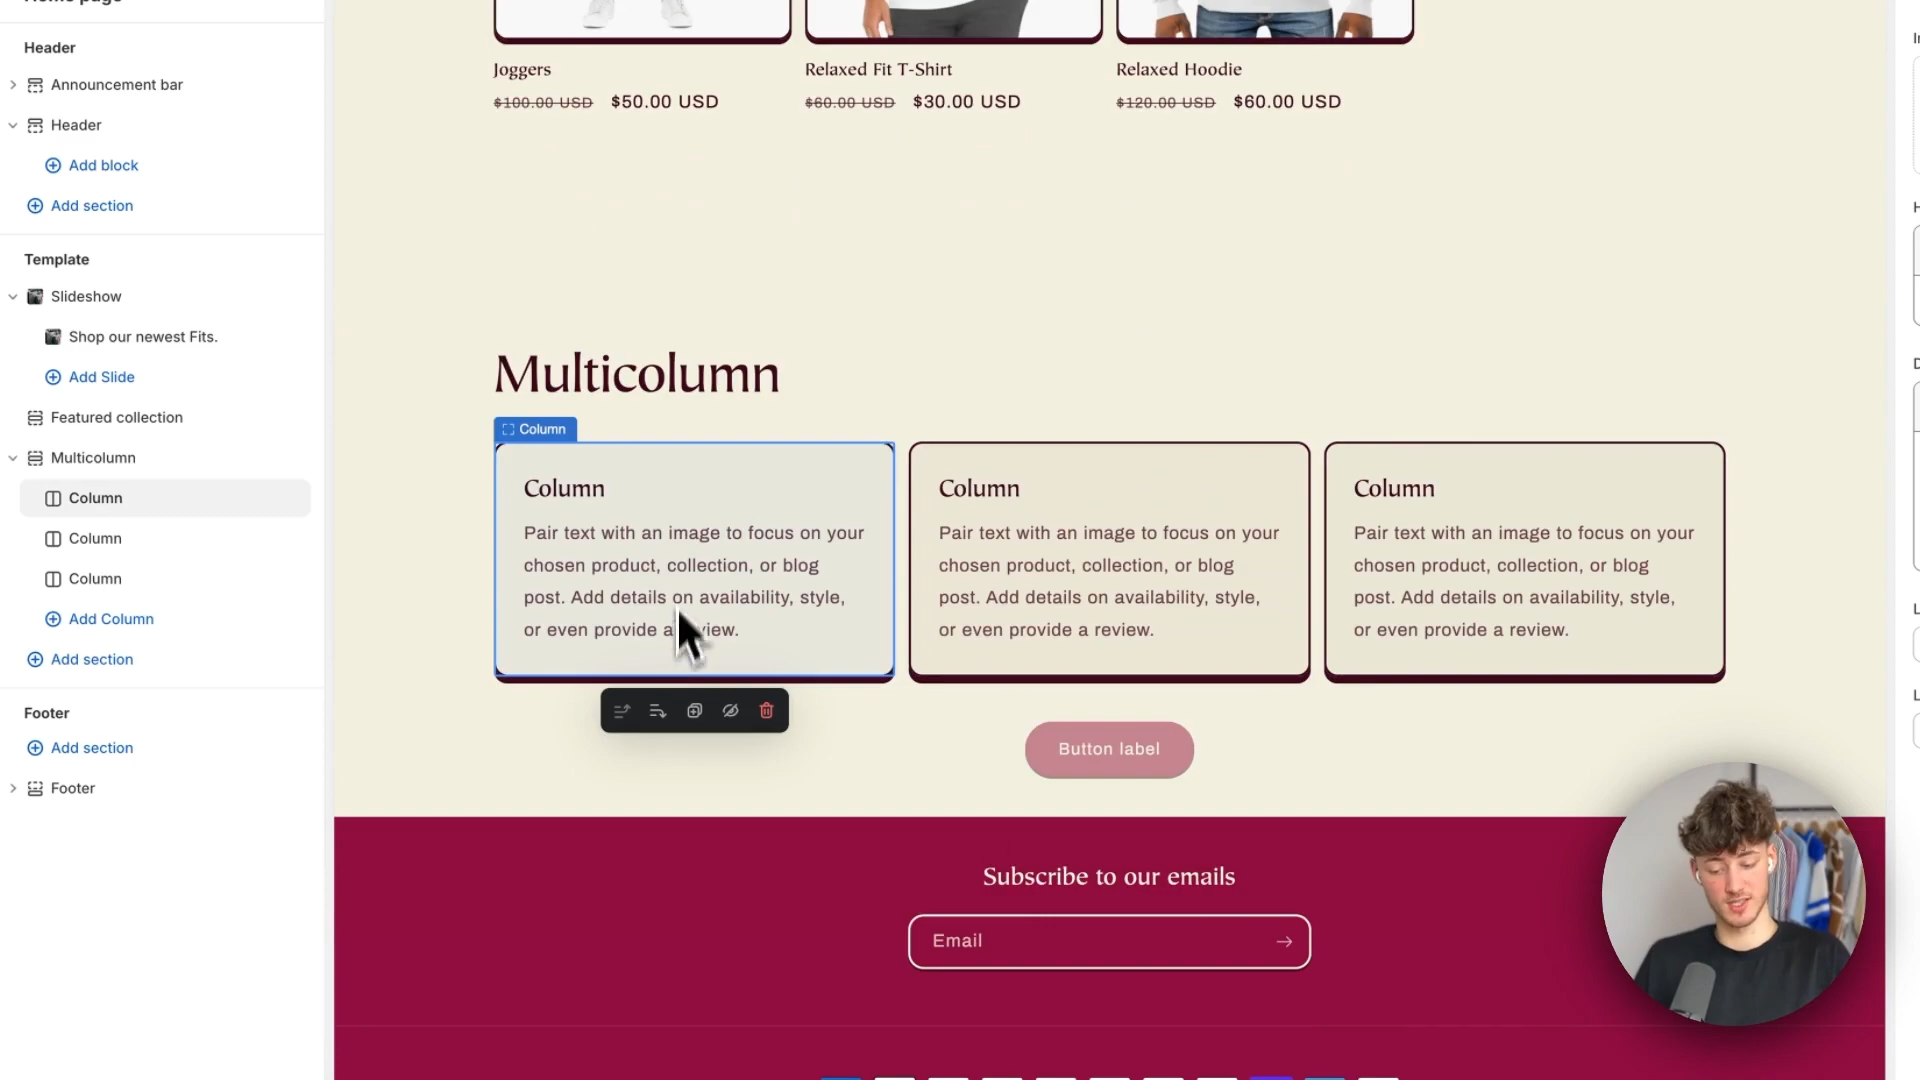 Header
Announcement bar
Header
Add block
Add section
Template
Slideshow
Shop our newest Fits.
Add Slide
Featured collection
Multicolumn
Column
Column
Column
Add Column
Add section
Footer
Add section
Footer
Joggers
$100.00 USD $50.00 USD
Relaxed Fit T-Shirt
$60.00 USD $30.00 USD
Relaxed Hoodie
$120.00 USD $60.00 USD
Multicolumn
Column
Column
Pair text with an image to focus on your
chosen product, collection, or blog
post. Add details on availability, style,
or even provide a
Column
Pair text with an image to focus on your
chosen product, collection, or blog
post. Add details on availability, style,
or even provide a review.
Column
Pair text with an image to focus on your
chosen product, collection, or blog
post. Add details on availability, style,
or even provide a review.
Button label
Subscribe to our emails
Email